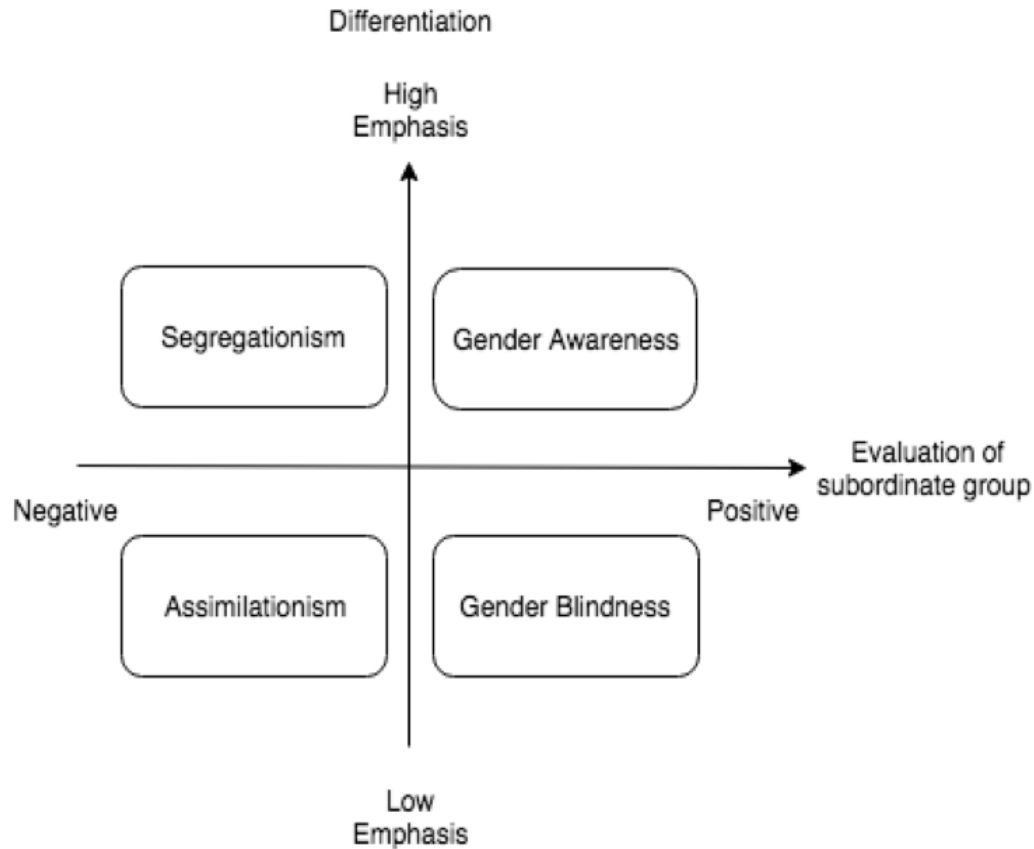 Differentiation
High
Emphasis
Segregationism
Gender Awareness
Evaluation of
subordinate group
Negative
Positive
Assimilationism
Gender Blindness
Low
Emphasis